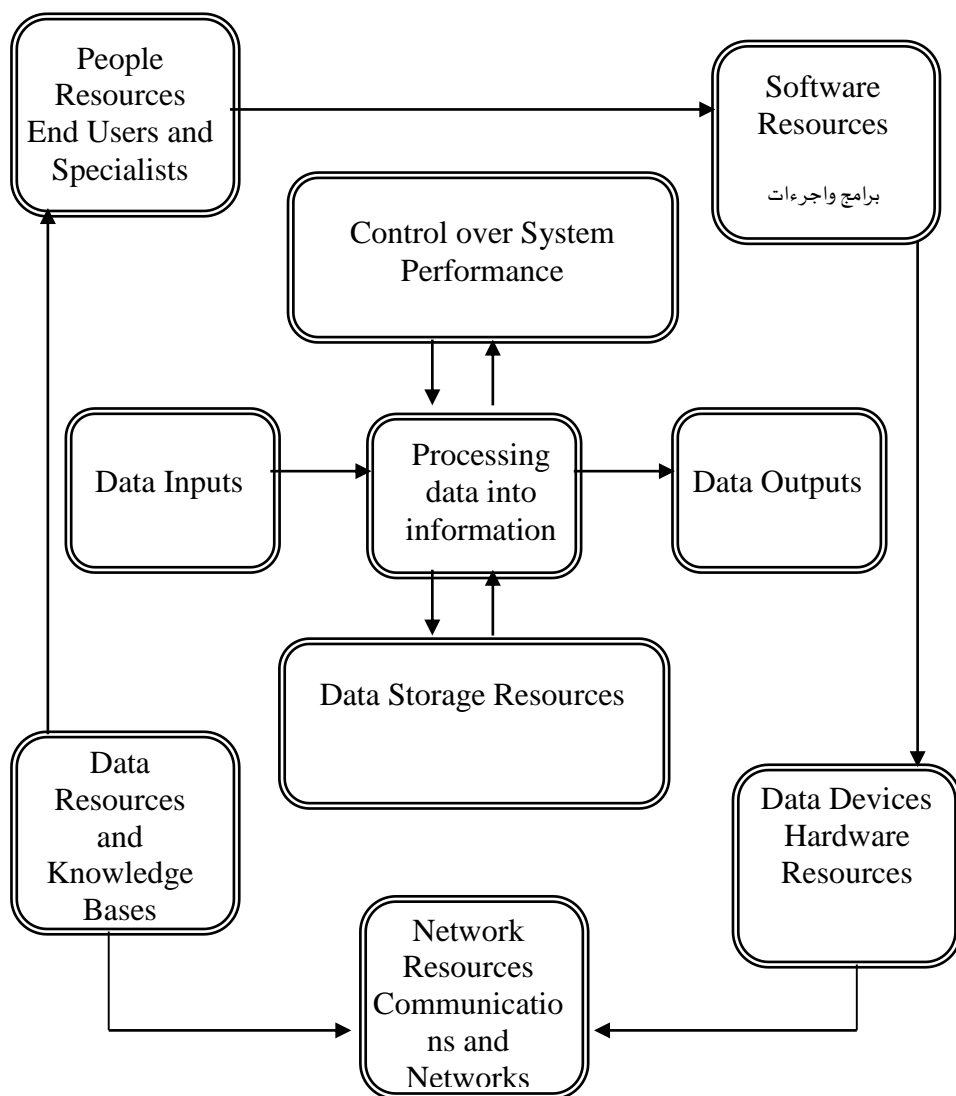 People
Resources
End Users and
Specialists
Software
Resources
برامج واجرءات
Control over System
Performance
Data Inputs
Processing
data into
information
Data Outputs
Data Storage Resources
Data
Resources
and
Knowledge
Bases
Data Devices
Hardware
Resources
Network
Resources
Communicatio
ns and
Networks